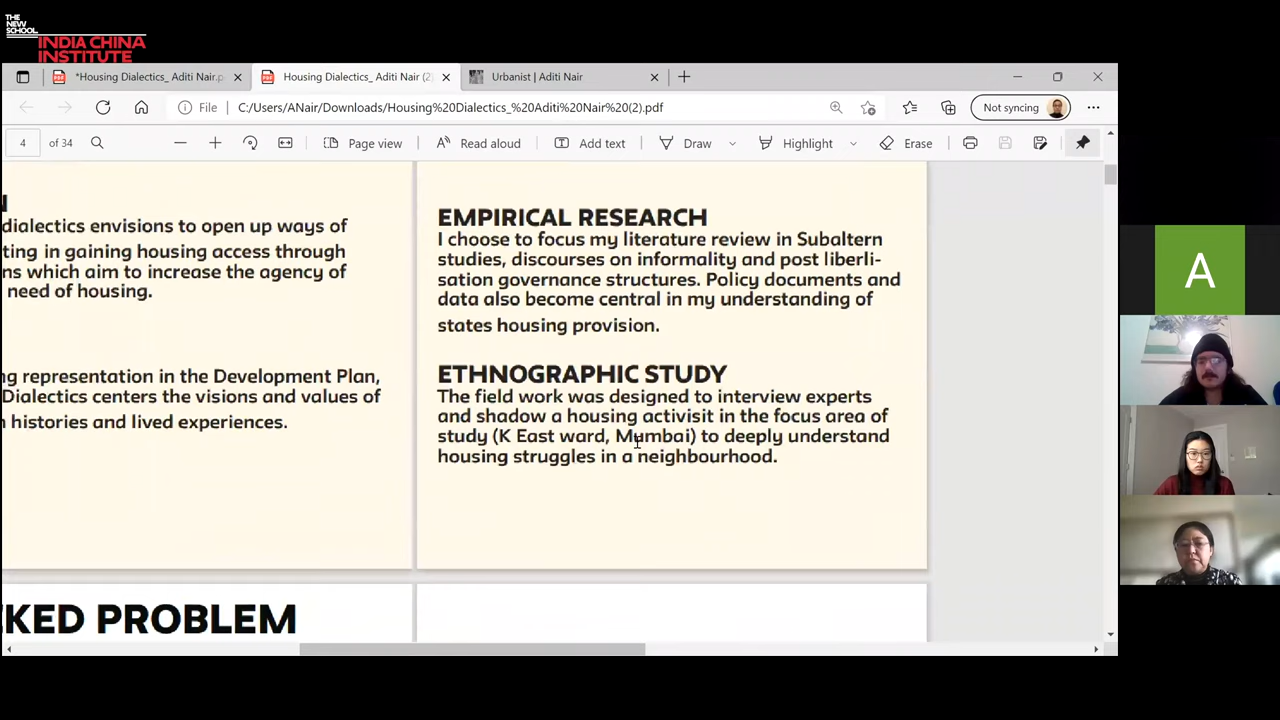 THE
NEW
SCHOOL
INDIA CHINA
INSTITUTE
*Housing Dialectics_ Aditi Nair.p
Housing Dialectics_ Aditi Nair (2)
Urbanist | Aditi Nair
File
C:/Users/ANair/Downloads/Housing%20Dialectics_%20Aditi%20Nair%20(2).pdf
Not syncing
4
of 34
Page view
Read aloud
Add text
Draw
Highlight
Erase
N
dialectics envisions to open up ways of
ting in gaining housing access through
ns which aim to increase the agency of
need of housing.
ng representation in the Development Plan,
Dialectics centers the visions and values of
n histories and lived experiences.
EMPIRICAL RESEARCH
I choose to focus my literature review in Subaltern
studies, discourses on informality and post liberli-
sation governance structures. Policy documents and
data also become central in my understanding of
states housing provision.
ETHNOGRAPHIC STUDY
The field work was designed to interview experts
and shadow a housing activisit in the focus area of
study (K East ward, Mumbai) to deeply understand
housing struggles in a neighbourhood.
KED PROBLEM
A